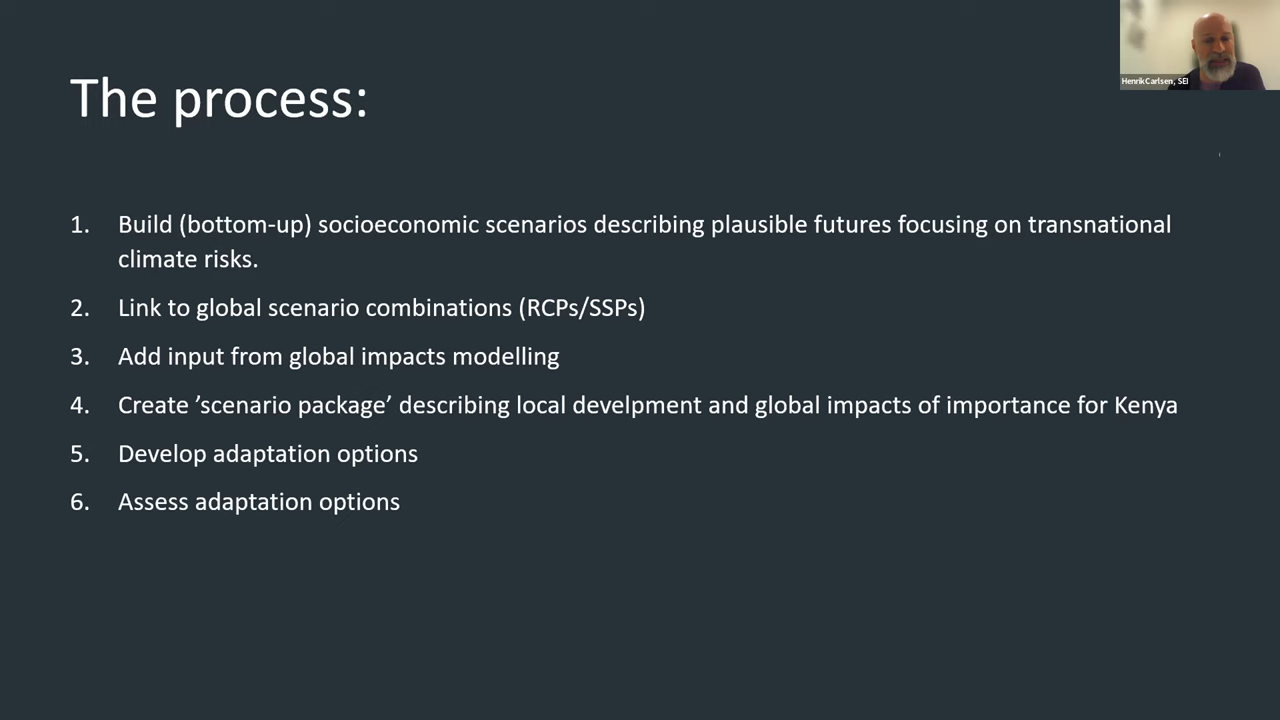 The process:
HenrikCarlsen, SEI
1. Build (bottom-up) socioeconomic scenarios describing plausible futures focusing on transnational
climate risks.
2. Link to global scenario combinations (RCPs/SSPs)
3. Add input from global impacts modelling
4. Create ’scenario package’ describing local develpment and global impacts of importance for Kenya
5. Develop adaptation options
6. Assess adaptation options